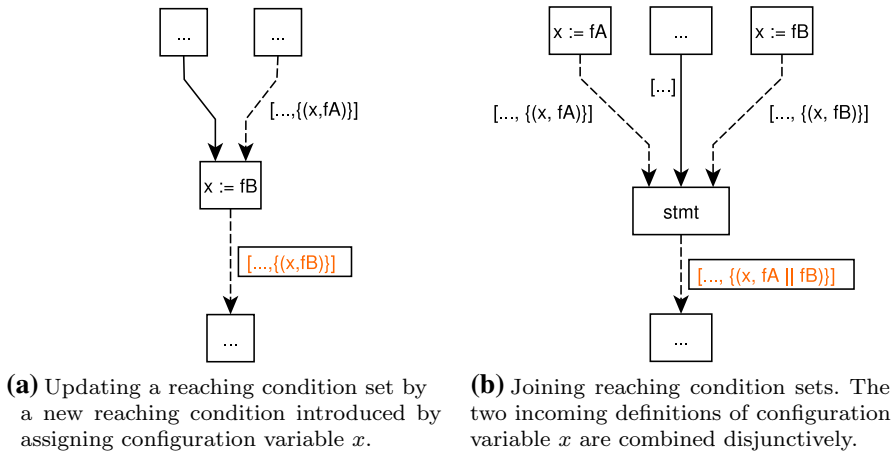 ...
...
[...,{(x,fA)}]
x := fB
[...,{(x,fB)}]
...
(a) Updating a reaching condition set by
a new reaching condition introduced by
assigning configuration variable x.
x := fA
...
x := fB
[...]
[..., {(x, fA)}]
[..., {(x, fB)}]
stmt
[..., {(x, fA || fB)}]
...
(b) Joining reaching condition sets. The
two incoming definitions of configuration
variable x are combined disjunctively.